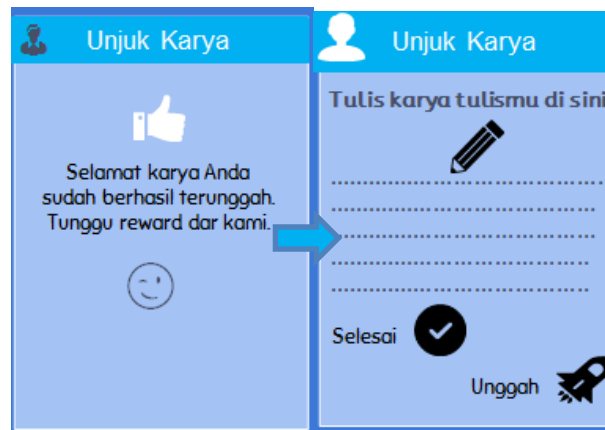 Unjuk Karya
Selamat karya Anda
sudah berhasil terunggah.
Tunggu reward dar kami.
Unjuk Karya
Tulis karya tulismu di sini
Selesai
Unggah